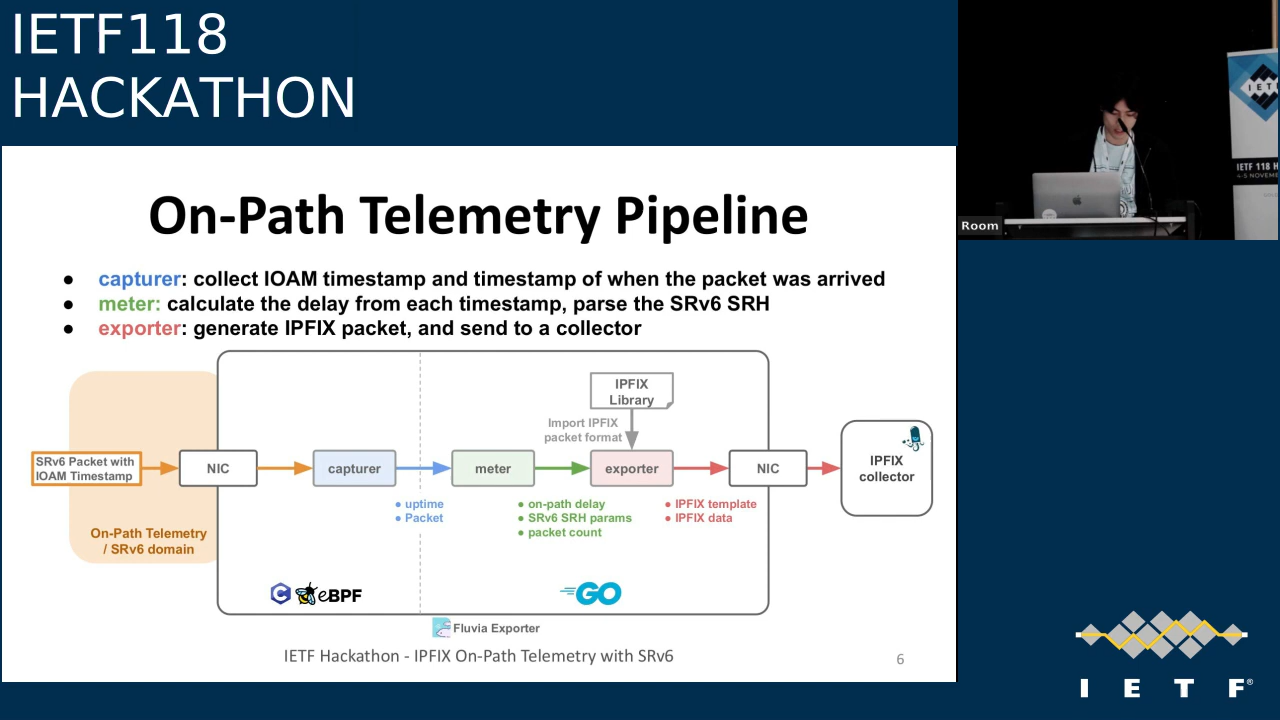 IETF118
HACKATHON
On-Path Telemetry Pipeline
● capturer: collect IOAM timestamp and timestamp of when the packet was arrived
● meter: calculate the delay from each timestamp, parse the SRv6 SRH
● exporter: generate IPFIX packet, and send to a collector
IPFIX
Library
Import IPFIX
packet format
SRv6 Packet with
IOAM Timestamp
NIC
capturer
meter
exporter
NIC
IPFIX
collector
● uptime
● Packet
● on-path delay
● SRv6 SRH params
● packet count
● IPFIX template
● IPFIX data
On-Path Telemetry
/ SRv6 domain
C
eBPF
GO
Fluvia Exporter
IETF Hackathon - IPFIX On-Path Telemetry with SRv6
6
Room
IET
IETF 118 H
4-5 NOVEM
I E T F®